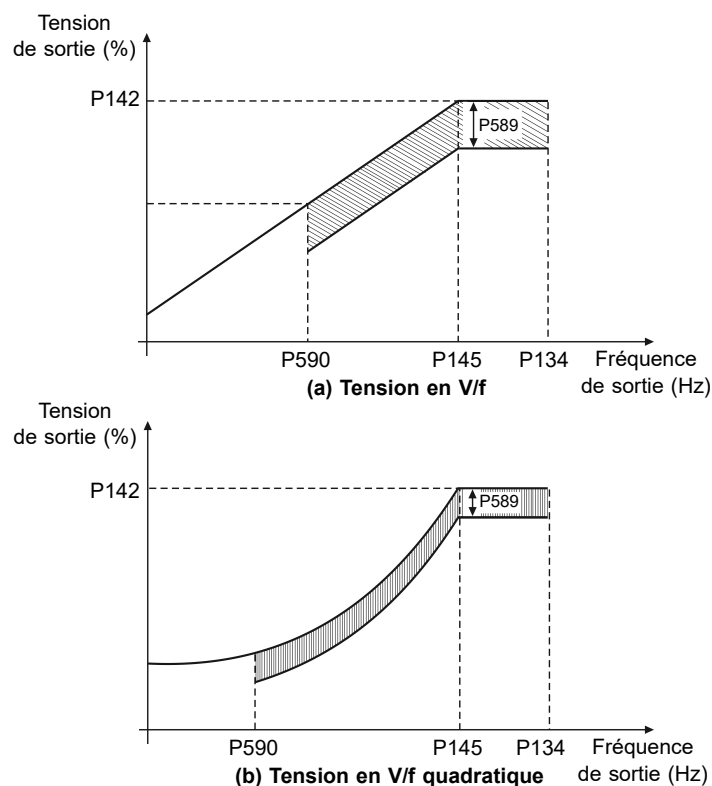 Tension
de sortie (%)
P142
P589
P590
P145
P134
Fréquence
de sortie (Hz)
(a) Tension en V/f
Tension
de sortie (%)
P142
P589
P590
P145
P134
Fréquence
de sortie (Hz)
(b) Tension en V/f quadratique